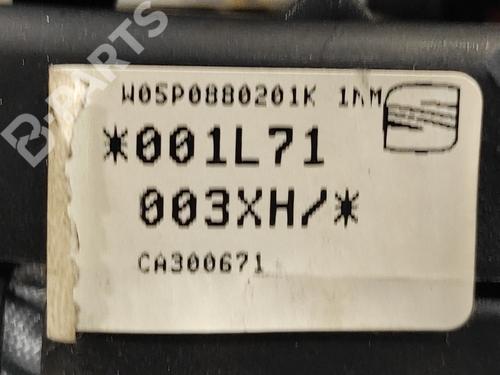 B-PARTS
W05P0880201K 1NM
*001L71
003XH/*
CA300671